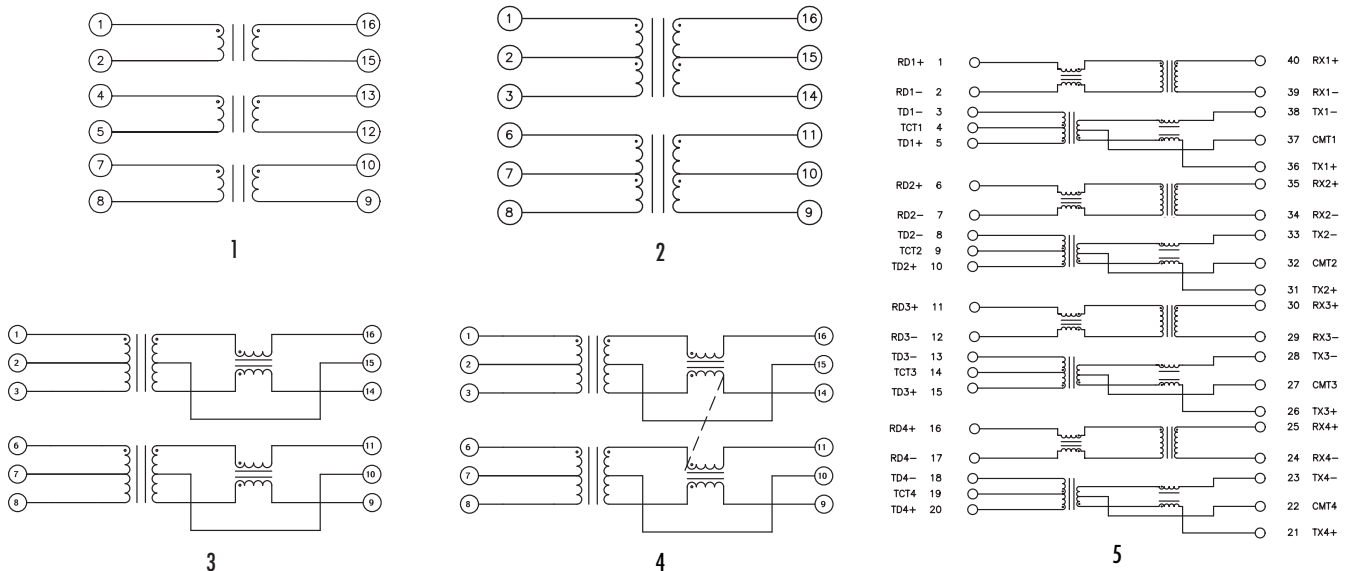 1 16
2 15
4 13
5 12
7 10
8 9
1
1 16
2 15
3 14
6 11
7 10
8 9
2
1 16
2 15
3 14
6 11
7 10
8 9
3
1 16
2 15
3 14
6 11
7 10
8 9
4
RD1+ 1 40 RX1+
RD1- 2 39 RX1-
TD1- 3 38 TX1-
TCT1 4 37 CMT1
TD1+ 5 36 TX1+
RD2+ 6 35 RX2+
RD2- 7 34 RX2-
TD2- 8 33 TX2-
TCT2 9 32 CMT2
TD2+ 10 31 TX2+
RD3+ 11 30 RX3+
RD3- 12 29 RX3-
TD3- 13 28 TX3-
TCT3 14 27 CMT3
TD3+ 15 26 TX3+
RD4+ 16 25 RX4+
RD4- 17 24 RX4-
TD4- 18 23 TX4-
TCT4 19 22 CMT4
TD4+ 20 21 TX4+
5